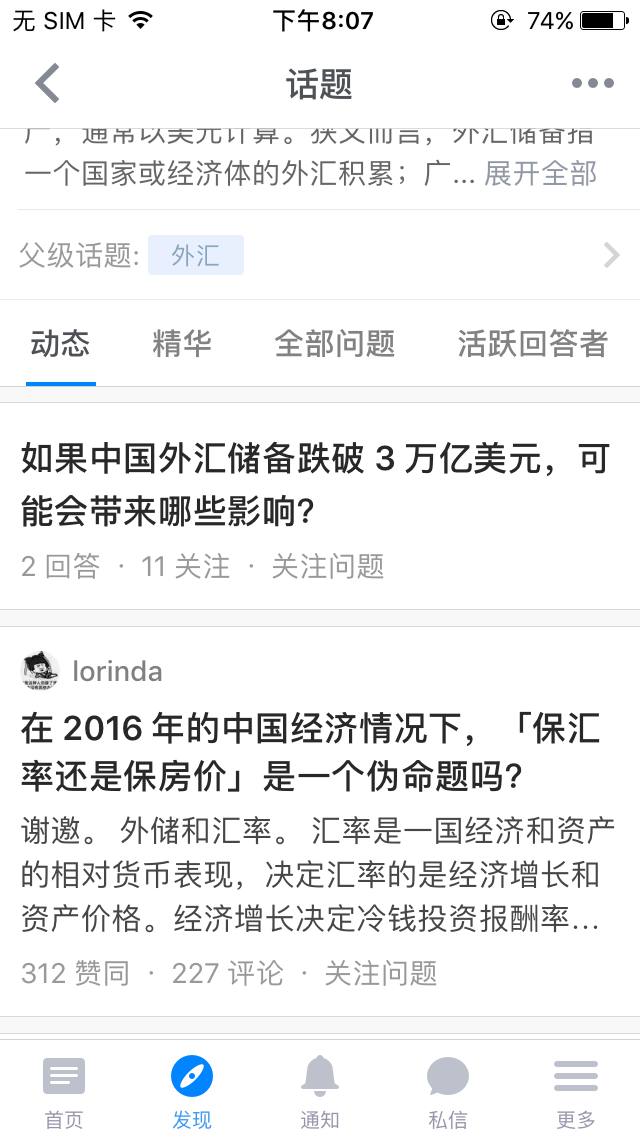 无 SIM 卡 下午8:07 74%
话题
产，通常以美元计算。狭义而言，外汇储备指
一个国家或经济体的外汇积累；广... 展开全部
父级话题: 外汇
动态 精华 全部问题 活跃回答者
如果中国外汇储备跌破 3 万亿美元，可
能会带来哪些影响?
2 回答 · 11 关注 · 关注问题
lorinda
在 2016 年的中国经济情况下，「保汇
率还是保房价」是一个伪命题吗?
谢邀。 外储和汇率。 汇率是一国经济和资产
的相对货币表现，决定汇率的是经济增长和
资产价格。经济增长决定冷钱投资报酬率...
312 赞同 · 227 评论 · 关注问题
首页 发现 通知 私信 更多